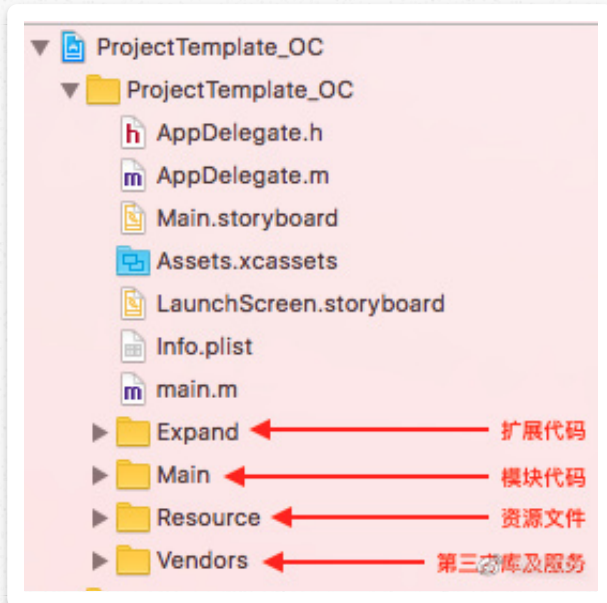 ProjectTemplate_OC
ProjectTemplate_OC
AppDelegate.h
AppDelegate.m
Main.storyboard
Assets.xcassets
LaunchScreen.storyboard
Info.plist
main.m
Expand 扩展代码
Main 模块代码
Resource 资源文件
Vendors 第三方库及服务